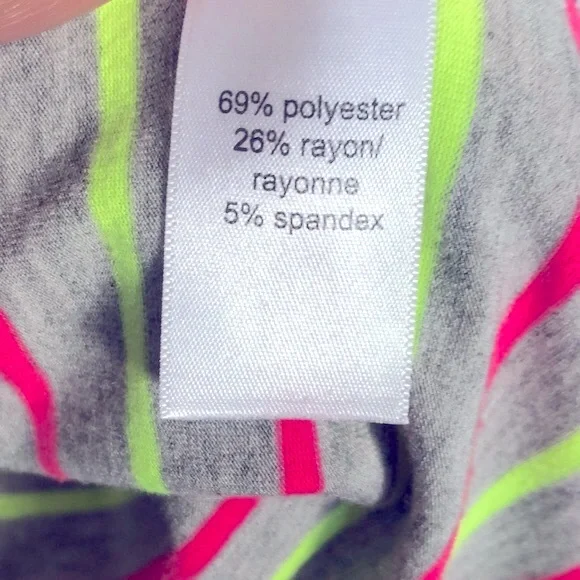 69% polyester
26% rayon/
rayonne
5% spandex